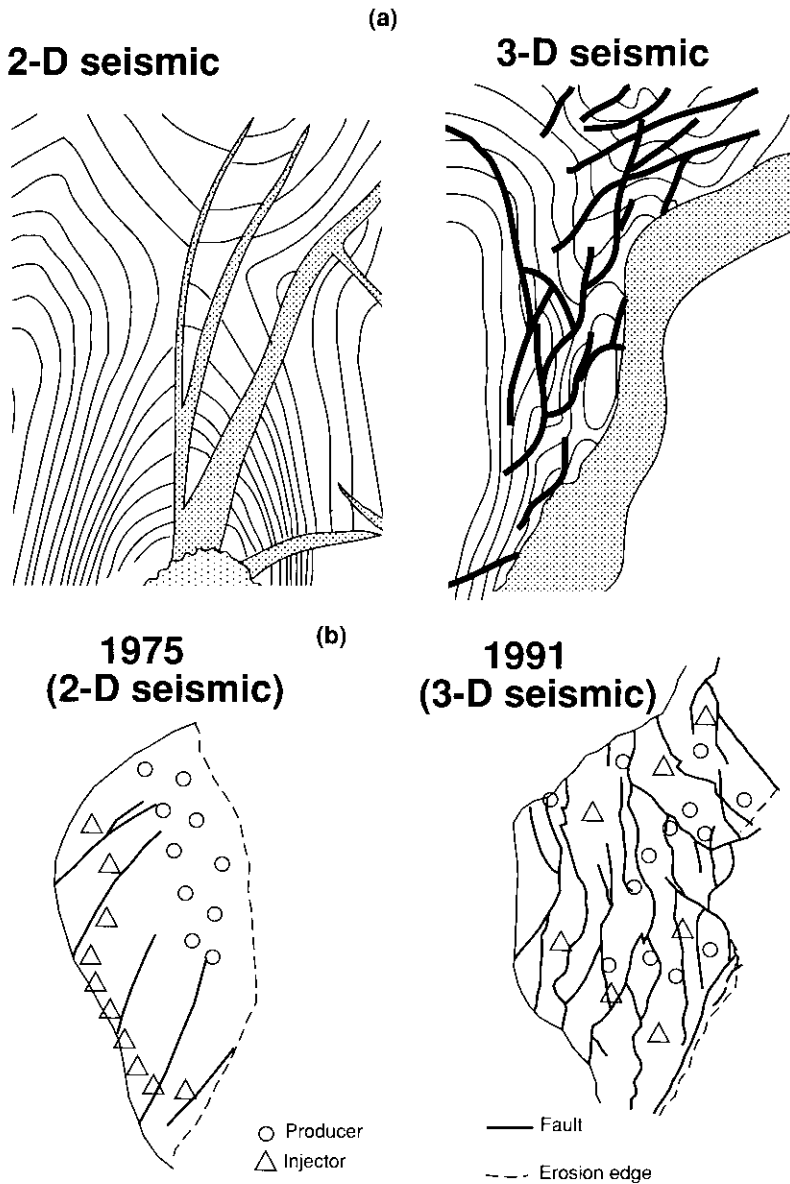 (a)
2-D seismic
3-D seismic
(b)
1975
(2-D seismic)
1991
(3-D seismic)
Producer
Injector
Fault
Erosion edge